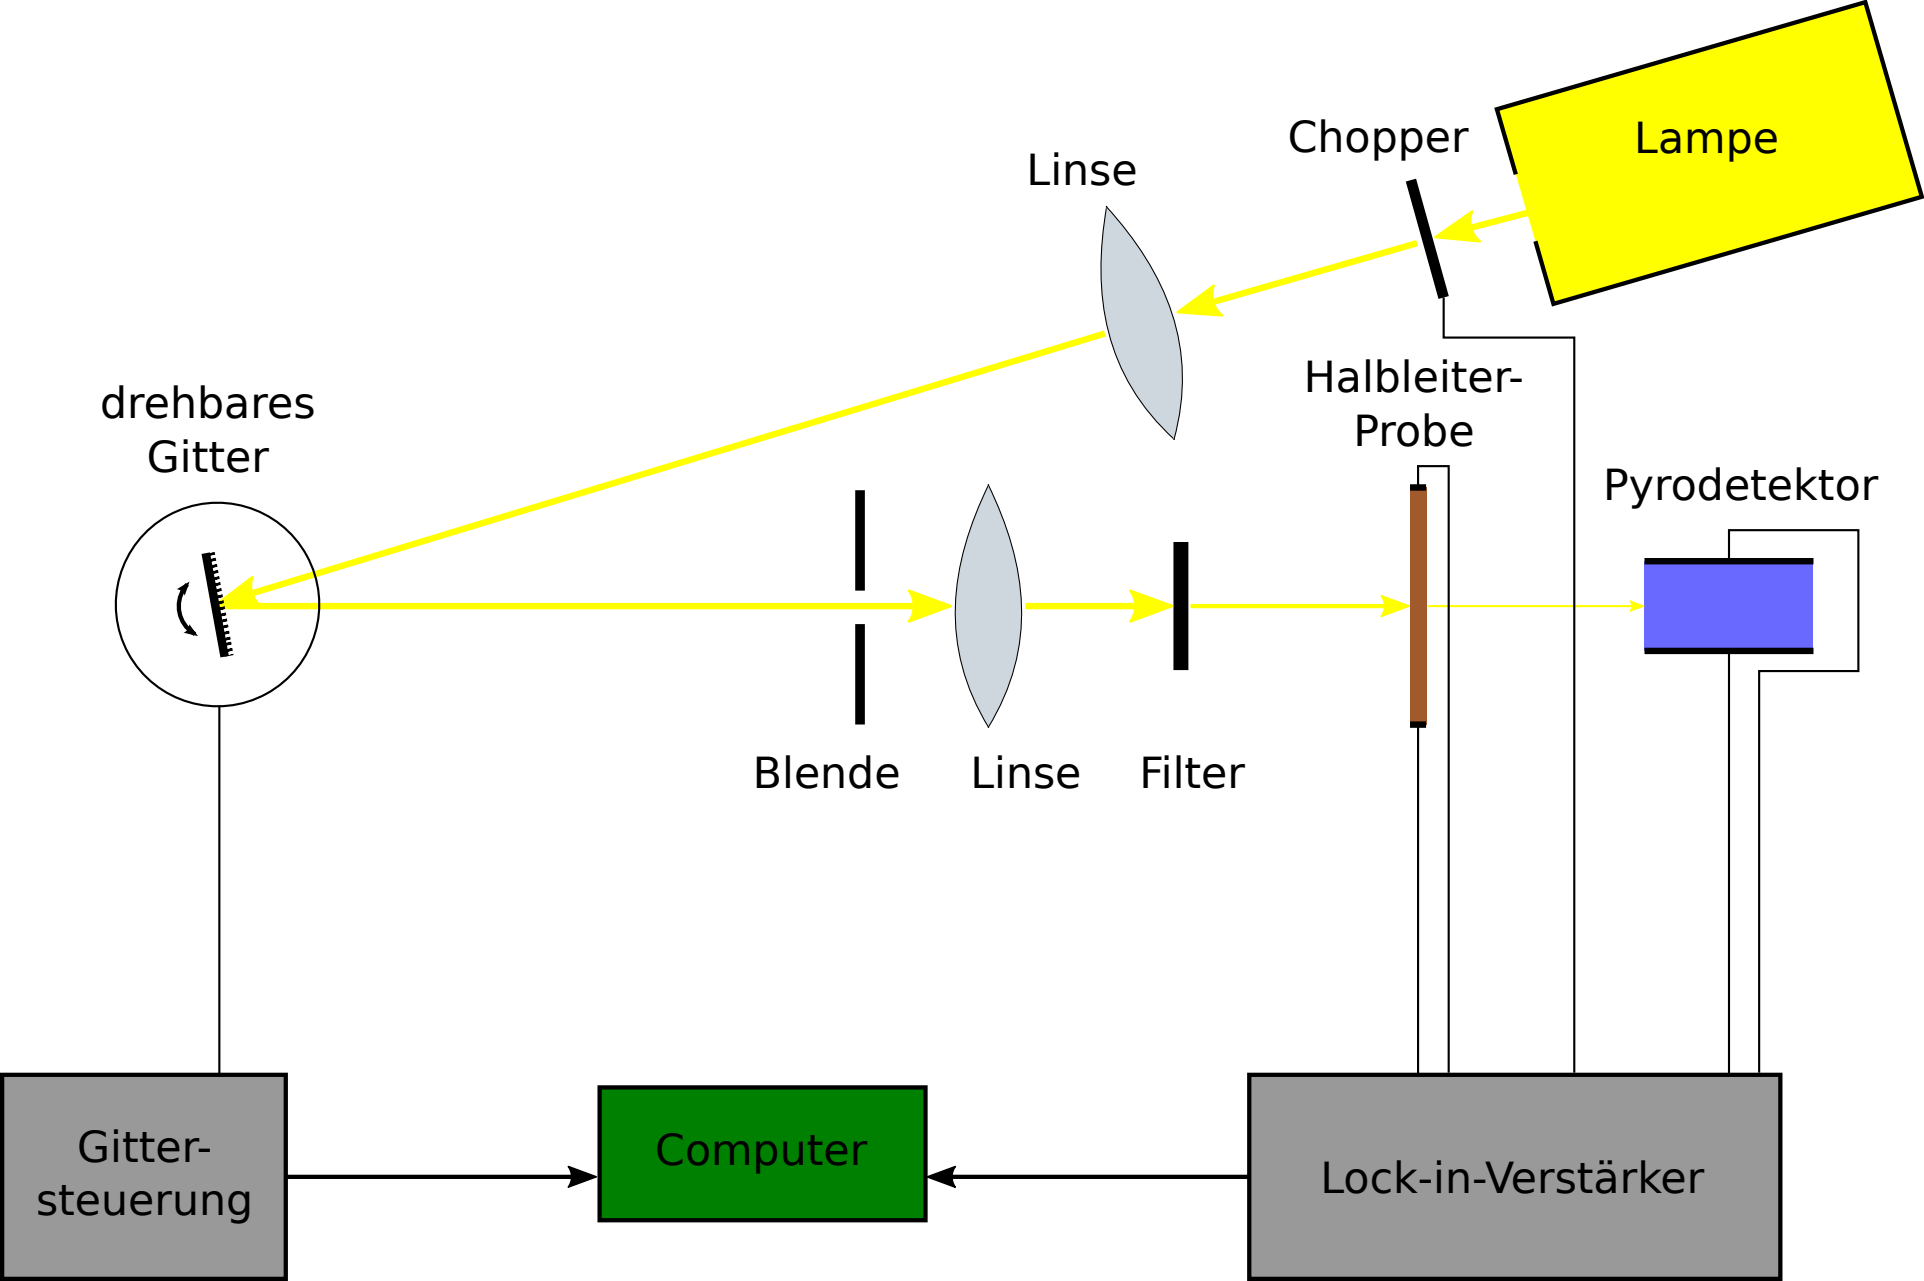 Lampe
Chopper
Linse
Halbleiter-
Probe
drehbares
Gitter
Pyrodetektor
Blende
Linse
Filter
Gitter-
steuerung
Computer
Lock-in-Verstärker